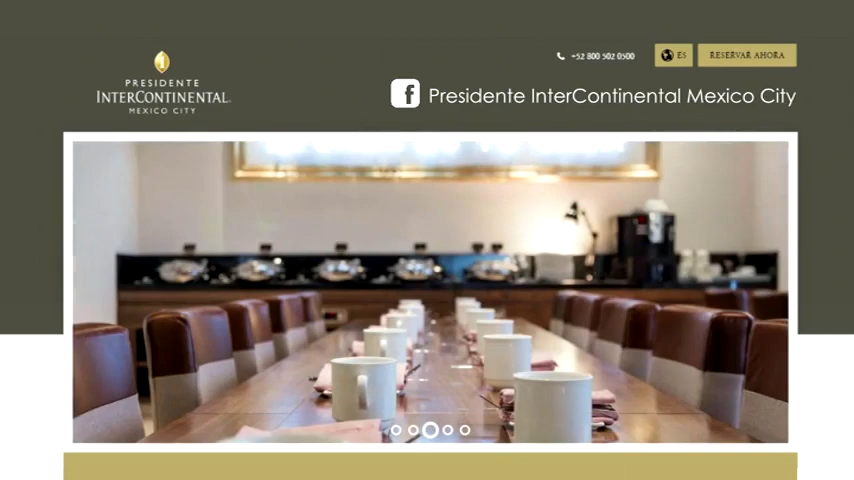 PRESIDENTE
INTERCONTINENTAL
MEXICO CITY
+52 800 502 0500
ES
RESERVAR AHORA
f Presidente InterContinental Mexico City